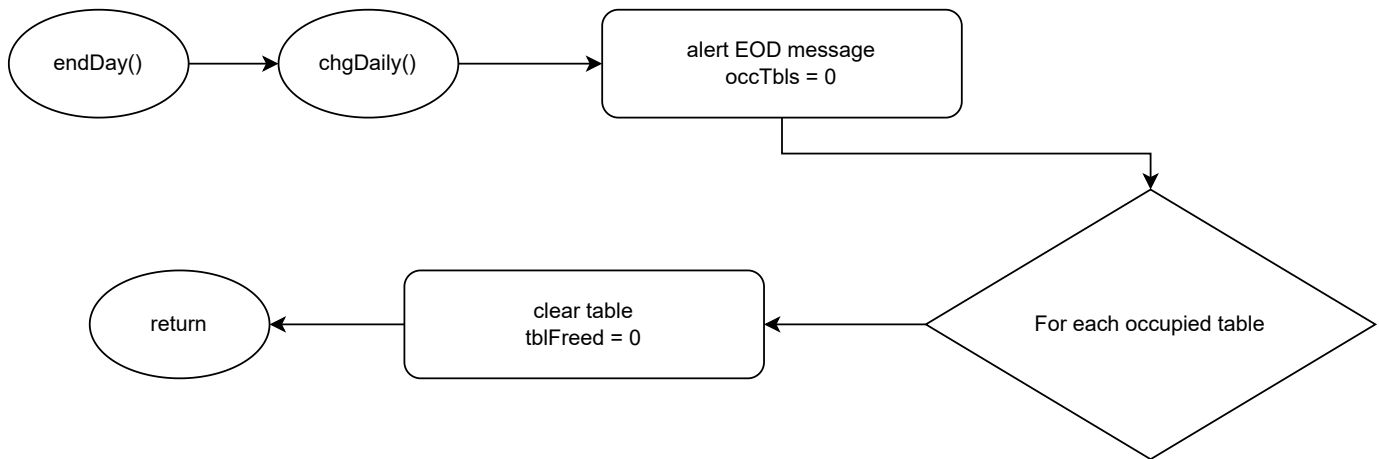 endDay()
chgDaily()
alert EOD message
occTbls = 0
For each occupied table
clear table
tblFreed = 0
return